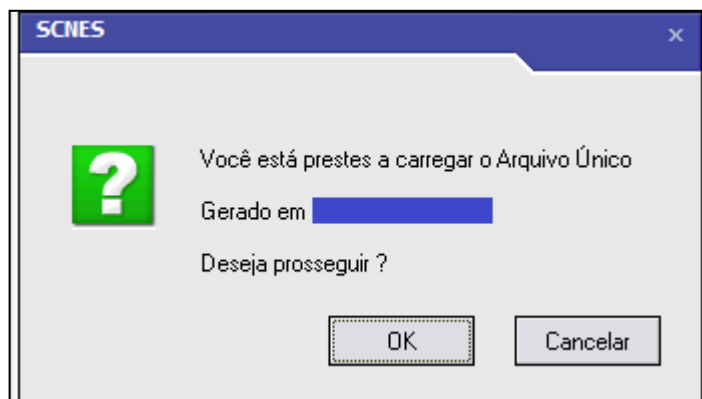 SCNES
Você está prestes a carregar o Arquivo Único
Gerado em
Deseja prosseguir ?
OK
Cancelar